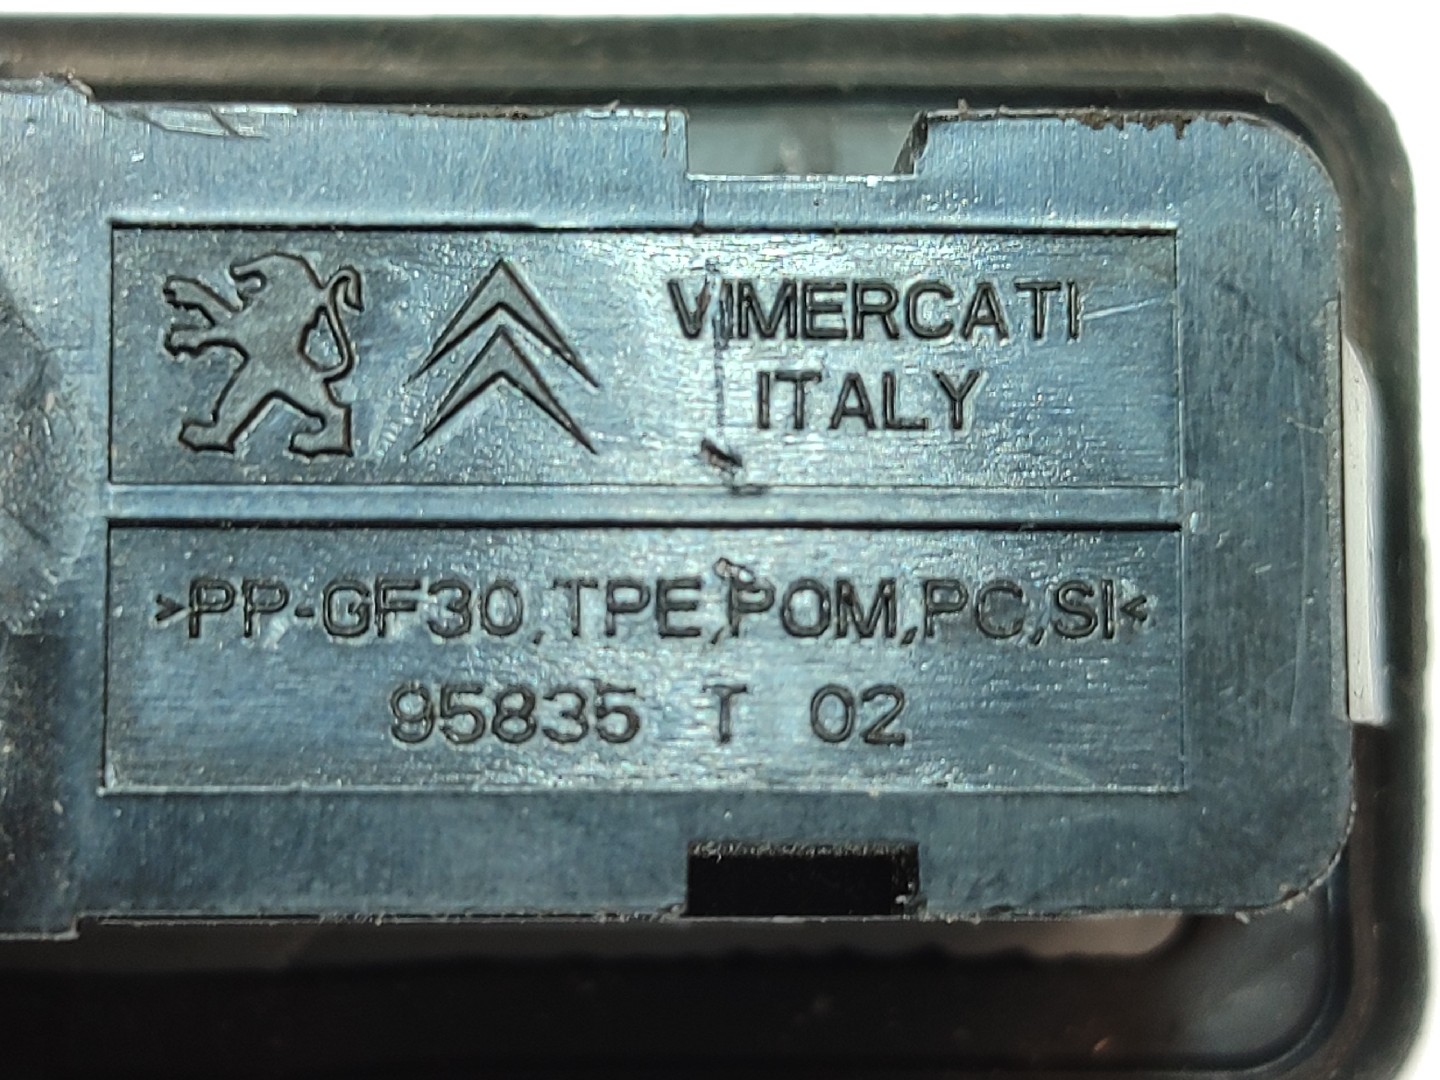 VIMERCATI
ITALY
>PP-GF30,TPE,POM,PC,SI<
95835 T 02